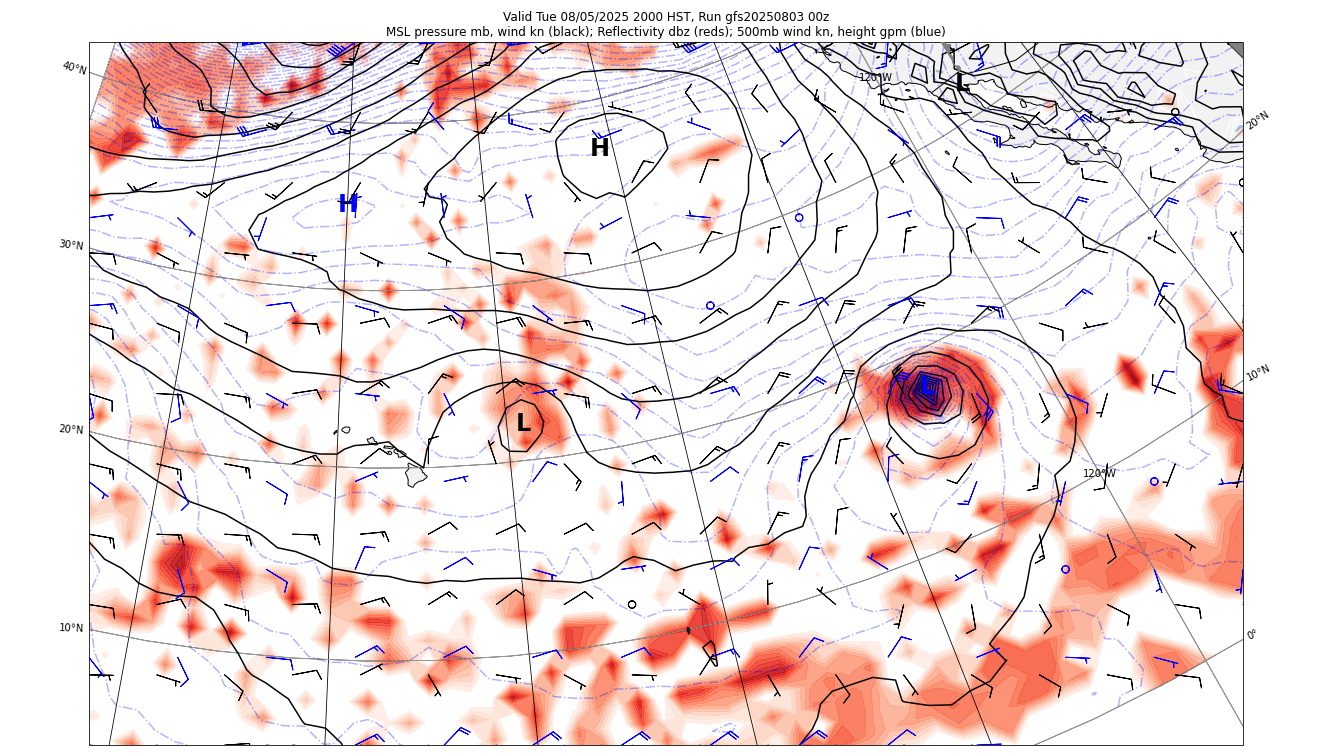 Valid Tue 08/05/2025 2000 HST, Run gfs20250803 00z
MSL pressure mb, wind kn (black); Reflectivity dbz (reds); 500mb wind kn, height gpm (blue)
40°N
120°W
L
20°N
H
H
30°N
10°N
L
20°N
120°W
10°N
0°